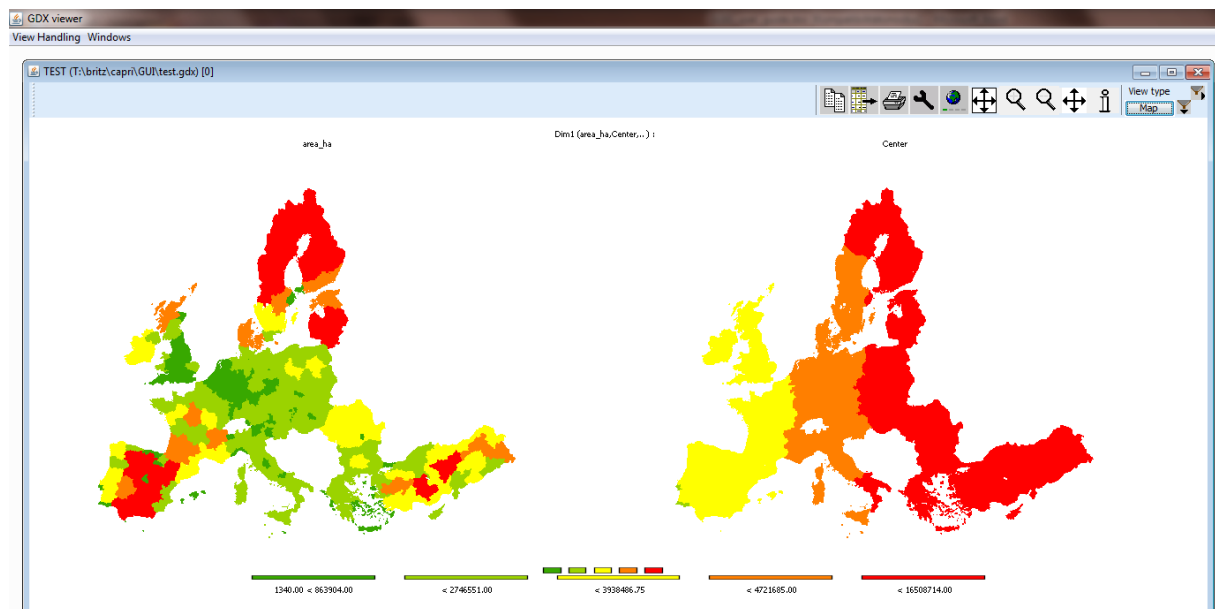 GDX viewer
View Handling Windows
TEST (T:\britz\capri\GUI\test.gdx) [0]
View type
Map
Dim1 (area_ha,Center,..) :
area_ha
Center
1340.00 < 863904.00
< 2746551.00
< 3938486.75
< 4721685.00
< 16508714.00